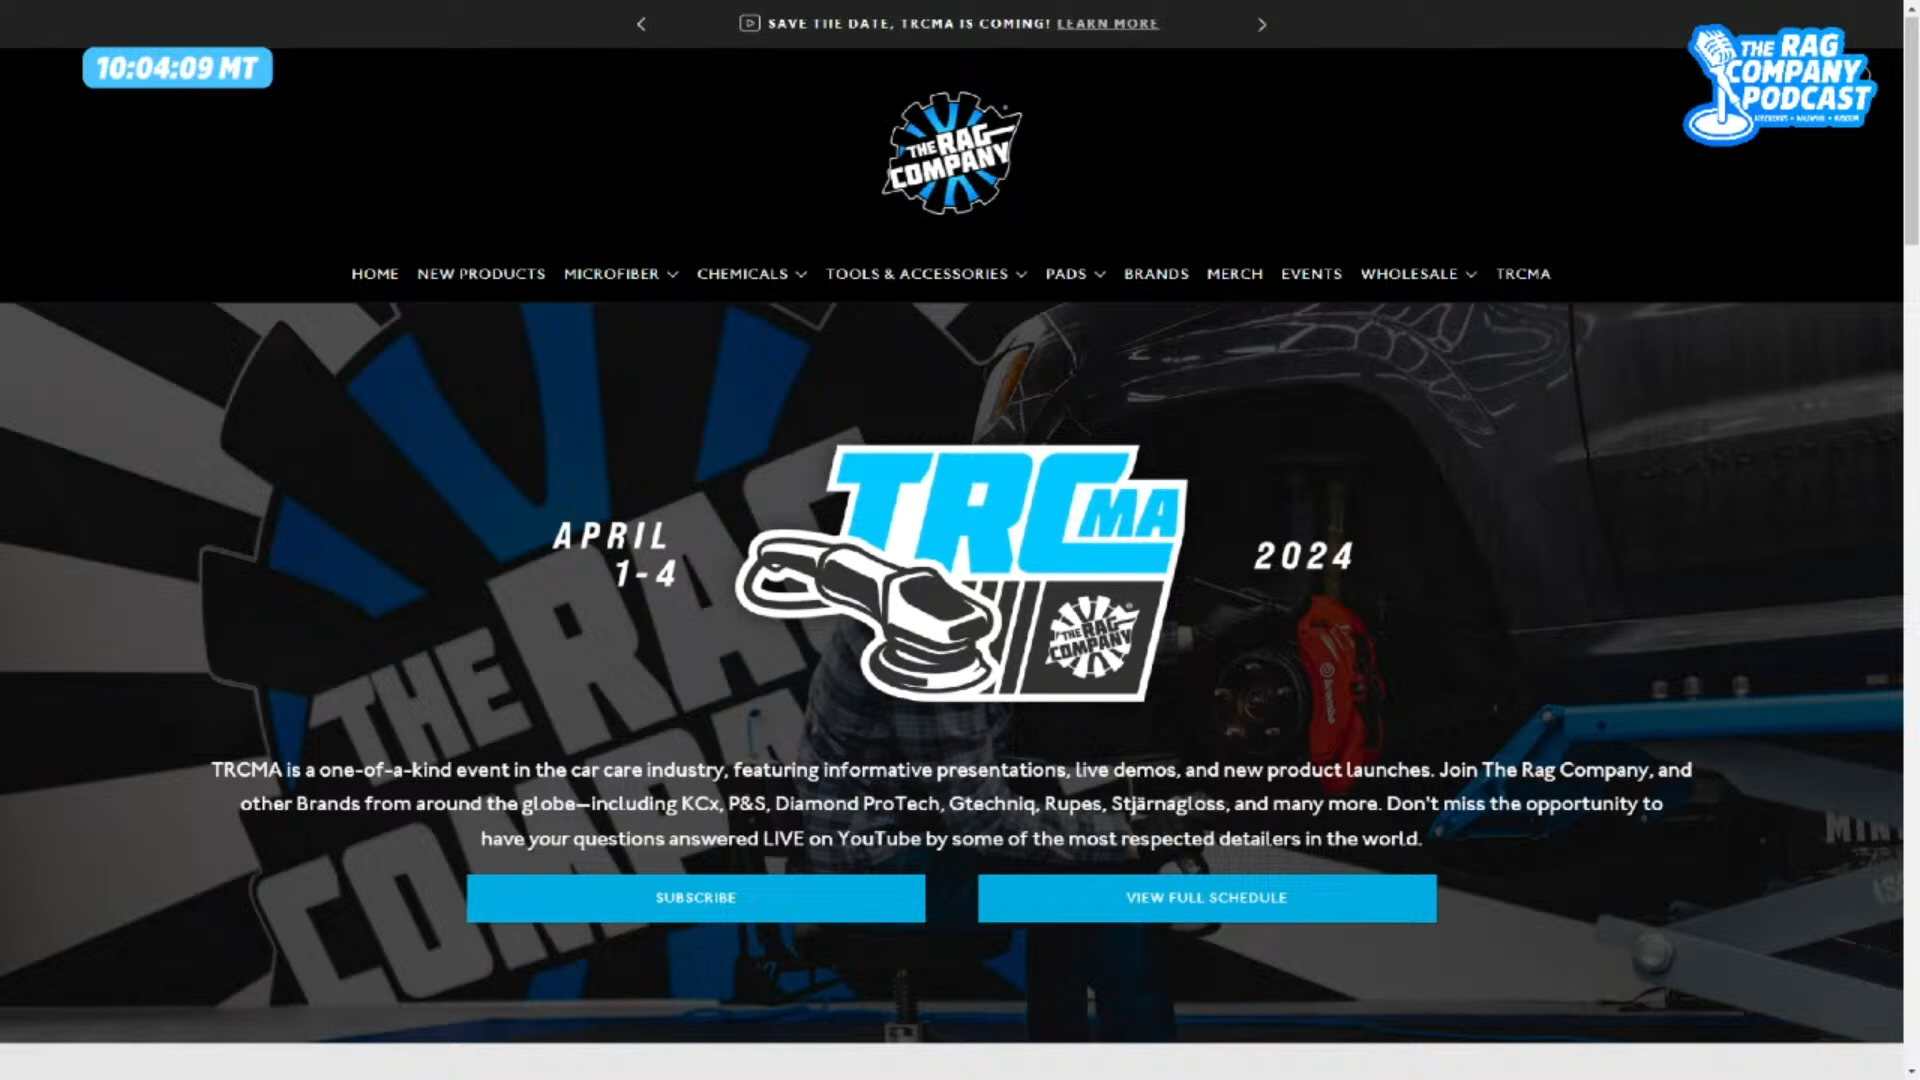 SAVE THE DATE, TRCMA IS COMING! LEARN MORE
10:04:09 MT
THE RAG
COMPANY
PODCAST
THE RAG
COMPANY
HOME NEW PRODUCTS MICROFIBER CHEMICALS TOOLS & ACCESSORIES PADS BRANDS MERCH EVENTS WHOLESALE TRCMA
THE RAG
COMPA
TRCMA
APRIL
1-4
2024
THE RAG
COMPANY
brembo
TRCMA is a one-of-a-kind event in the car care industry, featuring informative presentations, live demos, and new product launches. Join The Rag Company, and
other Brands from around the globe—including KCx, P&S, Diamond ProTech, Gtechniq, Rupes, Stjärnagloss, and many more. Don't miss the opportunity to
have your questions answered LIVE on YouTube by some of the most respected detailers in the world.
SUBSCRIBE
VIEW FULL SCHEDULE